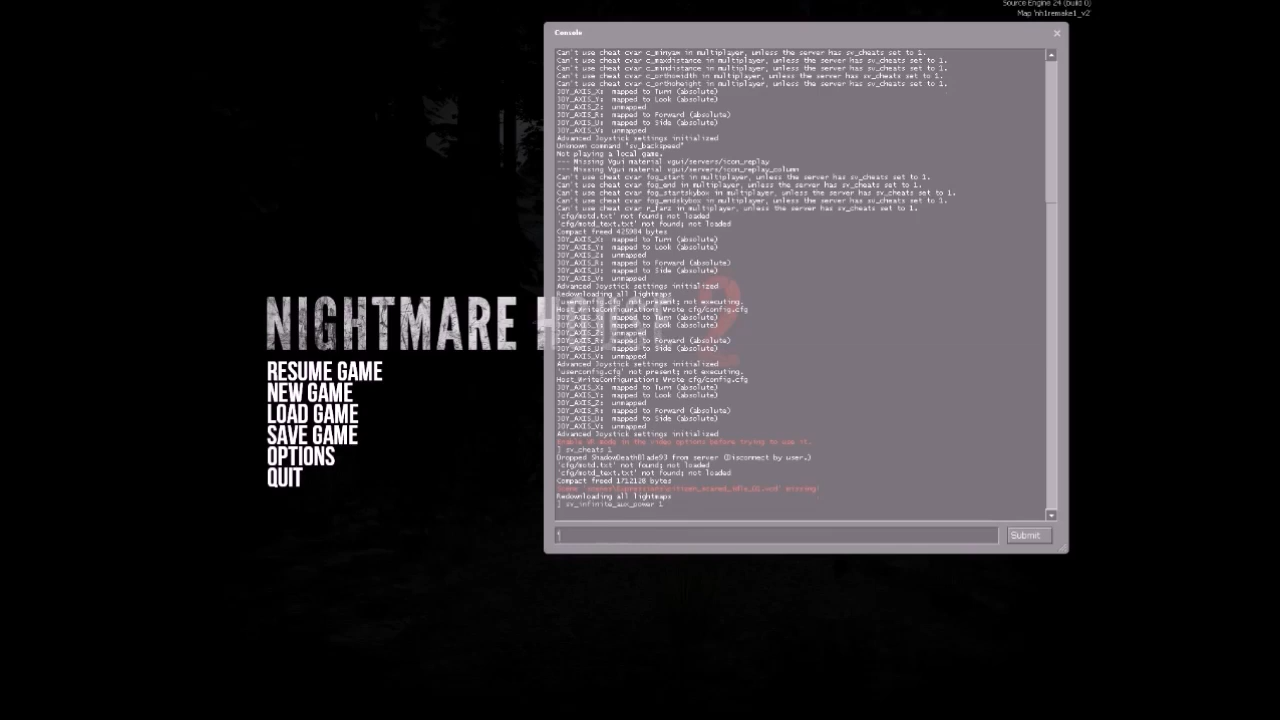 Source Engine 24 (build 0)
Map 'nh1remake1_v2'
Console
Can't use cheat cvar c_minyaw in multiplayer, unless the server has sv_cheats set to 1.
Can't use cheat cvar c_maxdistance in multiplayer, unless the server has sv_cheats set to 1.
Can't use cheat cvar c_mindistance in multiplayer, unless the server has sv_cheats set to 1.
Can't use cheat cvar c_orthowidth in multiplayer, unless the server has sv_cheats set to 1.
Can't use cheat cvar c_orthoheight in multiplayer, unless the server has sv_cheats set to 1.
JOY_AXIS_X: mapped to Turn (absolute)
JOY_AXIS_Y: mapped to Look (absolute)
JOY_AXIS_Z: unmapped
JOY_AXIS_R: mapped to Forward (absolute)
JOY_AXIS_U: mapped to Side (absolute)
JOY_AXIS_V: unmapped
Advanced Joystick settings initialized
Unknown command "sv_backspeed"
Not playing a local game.
--- Missing Vgui material vgui/servers/icon_replay
--- Missing Vgui material vgui/servers/icon_replay_column
Can't use cheat cvar fog_start in multiplayer, unless the server has sv_cheats set to 1.
Can't use cheat cvar fog_end in multiplayer, unless the server has sv_cheats set to 1.
Can't use cheat cvar fog_startskybox in multiplayer, unless the server has sv_cheats set to 1.
Can't use cheat cvar fog_endskybox in multiplayer, unless the server has sv_cheats set to 1.
Can't use cheat cvar r_farz in multiplayer, unless the server has sv_cheats set to 1.
'cfg/motd.txt' not found; not loaded
'cfg/motd_text.txt' not found; not loaded
Compact freed 425984 bytes
JOY_AXIS_X: mapped to Turn (absolute)
JOY_AXIS_Y: mapped to Look (absolute)
JOY_AXIS_Z: unmapped
JOY_AXIS_R: mapped to Forward (absolute)
JOY_AXIS_U: mapped to Side (absolute)
JOY_AXIS_V: unmapped
Advanced Joystick settings initialized
Redownloading all lightmaps
'userconfig.cfg' not present; not executing.
Host_WriteConfiguration: Wrote cfg/config.cfg
JOY_AXIS_X: mapped to Turn (absolute)
JOY_AXIS_Y: mapped to Look (absolute)
JOY_AXIS_Z: unmapped
JOY_AXIS_R: mapped to Forward (absolute)
JOY_AXIS_U: mapped to Side (absolute)
JOY_AXIS_V: unmapped
Advanced Joystick settings initialized
'userconfig.cfg' not present; not executing.
Host_WriteConfiguration: Wrote cfg/config.cfg
JOY_AXIS_X: mapped to Turn (absolute)
JOY_AXIS_Y: mapped to Look (absolute)
JOY_AXIS_Z: unmapped
JOY_AXIS_R: mapped to Forward (absolute)
JOY_AXIS_U: mapped to Side (absolute)
JOY_AXIS_V: unmapped
Advanced Joystick settings initialized
Enable VR mode in the video options before trying to use it.
] sv_cheats 1
Dropped ShadowDeathBlade93 from server (Disconnect by user.)
'cfg/motd.txt' not found; not loaded
'cfg/motd_text.txt' not found; not loaded
Compact freed 1712128 bytes
missing!
Redownloading all lightmaps
] sv_infinite_aux_power 1
Submit
NIGHTMARE HOUSE 2
RESUME GAME
NEW GAME
LOAD GAME
SAVE GAME
OPTIONS
QUIT